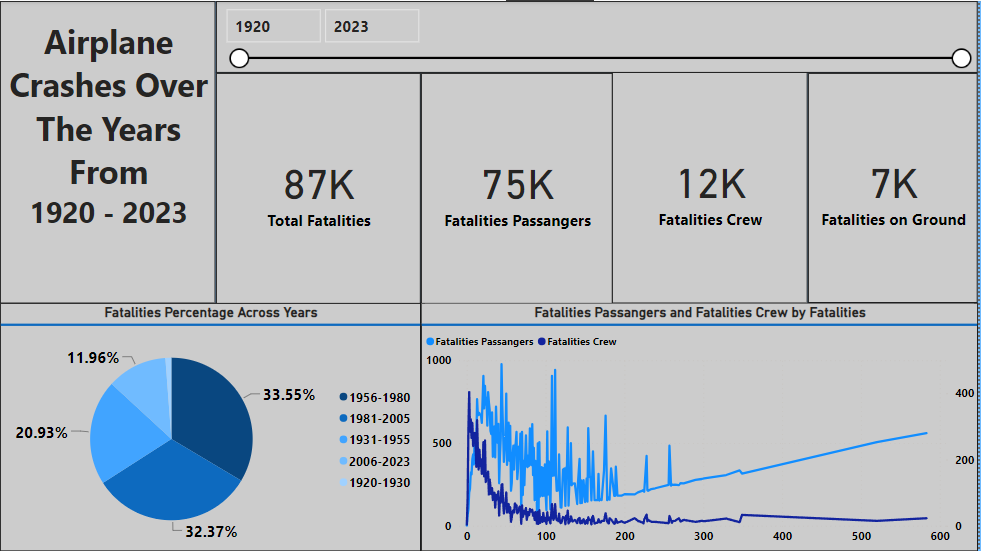 Airplane
Crashes Over
The Years
From
1920 - 2023
1920
2023
87K
Total Fatalities
75K
Fatalities Passangers
12K
Fatalities Crew
7K
Fatalities on Ground
Fatalities Percentage Across Years
33.55%
32.37%
20.93%
11.96%
1956-1980
1981-2005
1931-1955
2006-2023
1920-1930
Fatalities Passangers and Fatalities Crew by Fatalities
Fatalities Passangers
Fatalities Crew
1000
500
0
400
200
0
0
100
200
300
400
500
600